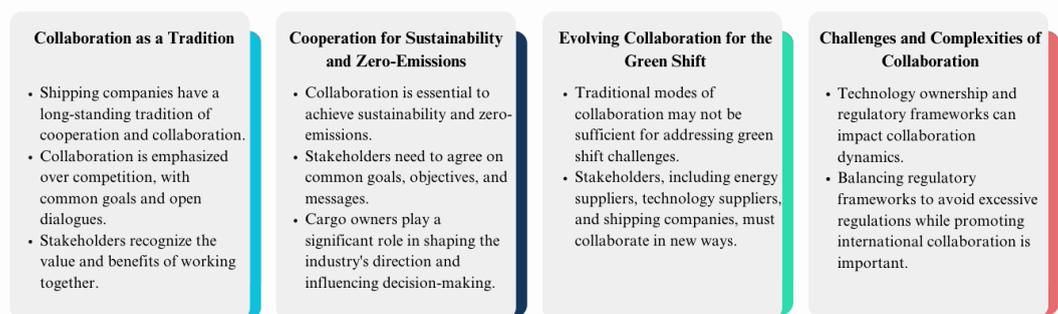 Collaboration as a Tradition
• Shipping companies have a
long-standing tradition of
cooperation and collaboration.
• Collaboration is emphasized
over competition, with
common goals and open
dialogues.
• Stakeholders recognize the
value and benefits of working
together.
Cooperation for Sustainability
and Zero-Emissions
• Collaboration is essential to
achieve sustainability and zero-
emissions.
• Stakeholders need to agree on
common goals, objectives, and
messages.
• Cargo owners play a
significant role in shaping the
industry's direction and
influencing decision-making.
Evolving Collaboration for the
Green Shift
• Traditional modes of
collaboration may not be
sufficient for addressing green
shift challenges.
• Stakeholders, including energy
suppliers, technology suppliers,
and shipping companies, must
collaborate in new ways.
Challenges and Complexities of
Collaboration
• Technology ownership and
regulatory frameworks can
impact collaboration
dynamics.
• Balancing regulatory
frameworks to avoid excessive
regulations while promoting
international collaboration is
important.